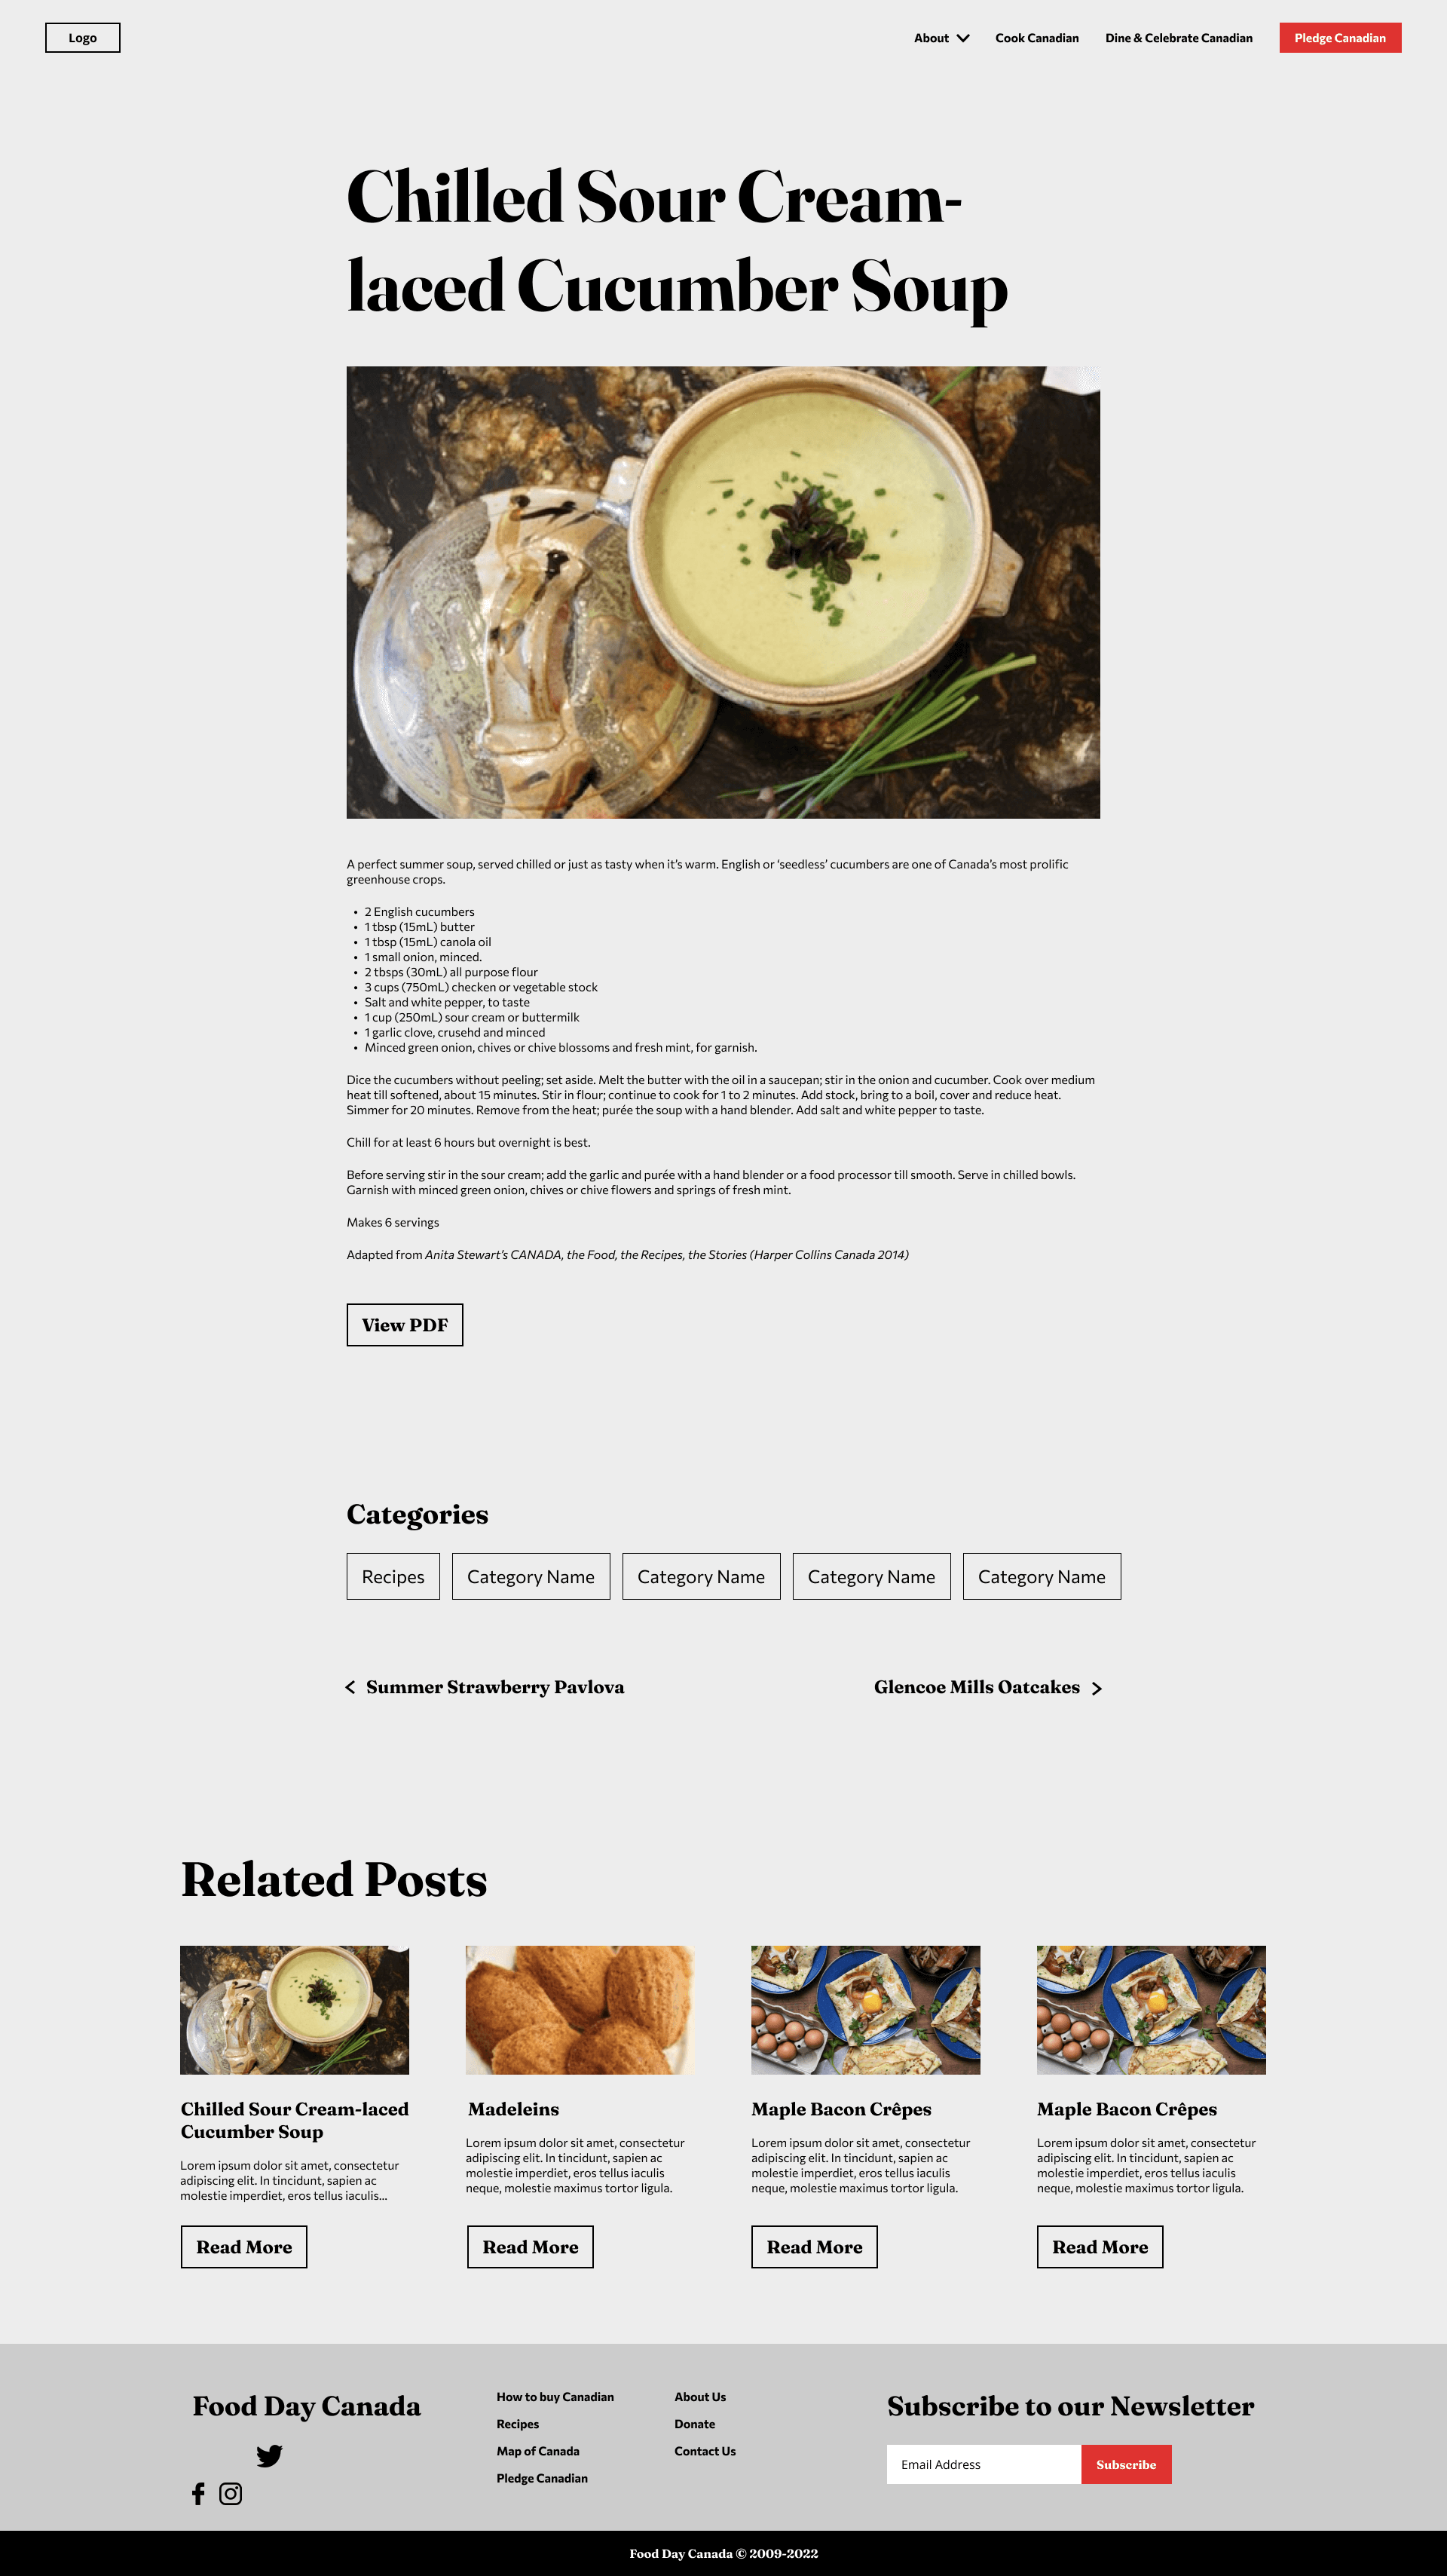 Logo
About
Cook Canadian
Dine & Celebrate Canadian
Pledge Canadian
Chilled Sour Cream-
laced Cucumber Soup
A perfect summer soup, served chilled or just as tasty when it’s warm. English or ‘seedless’ cucumbers are one of Canada’s most prolific
greenhouse crops.
• 2 English cucumbers
• 1 tbsp (15mL) butter
• 1 tbsp (15mL) canola oil
• 1 small onion, minced.
• 2 tbsps (30mL) all purpose flour
• 3 cups (750mL) checken or vegetable stock
• Salt and white pepper, to taste
• 1 cup (250mL) sour cream or buttermilk
• 1 garlic clove, crusehd and minced
• Minced green onion, chives or chive blossoms and fresh mint, for garnish.
Dice the cucumbers without peeling; set aside. Melt the butter with the oil in a saucepan; stir in the onion and cucumber. Cook over medium
heat till softened, about 15 minutes. Stir in flour; continue to cook for 1 to 2 minutes. Add stock, bring to a boil, cover and reduce heat.
Simmer for 20 minutes. Remove from the heat; purée the soup with a hand blender. Add salt and white pepper to taste.
Chill for at least 6 hours but overnight is best.
Before serving stir in the sour cream; add the garlic and purée with a hand blender or a food processor till smooth. Serve in chilled bowls.
Garnish with minced green onion, chives or chive flowers and springs of fresh mint.
Makes 6 servings
Adapted from Anita Stewart’s CANADA, the Food, the Recipes, the Stories (Harper Collins Canada 2014)
View PDF
Categories
Recipes
Category Name
Category Name
Category Name
Category Name
Summer Strawberry Pavlova
Glencoe Mills Oatcakes
Related Posts
Chilled Sour Cream-laced
Cucumber Soup
Lorem ipsum dolor sit amet, consectetur
adipiscing elit. In tincidunt, sapien ac
molestie imperdiet, eros tellus iaculis...
Read More
Madeleins
Lorem ipsum dolor sit amet, consectetur
adipiscing elit. In tincidunt, sapien ac
molestie imperdiet, eros tellus iaculis
neque, molestie maximus tortor ligula.
Read More
Maple Bacon Crêpes
Lorem ipsum dolor sit amet, consectetur
adipiscing elit. In tincidunt, sapien ac
molestie imperdiet, eros tellus iaculis
neque, molestie maximus tortor ligula.
Read More
Maple Bacon Crêpes
Lorem ipsum dolor sit amet, consectetur
adipiscing elit. In tincidunt, sapien ac
molestie imperdiet, eros tellus iaculis
neque, molestie maximus tortor ligula.
Read More
Food Day Canada
How to buy Canadian
Recipes
Map of Canada
Pledge Canadian
About Us
Donate
Contact Us
Subscribe to our Newsletter
Email Address
Subscribe
Food Day Canada © 2009-2022